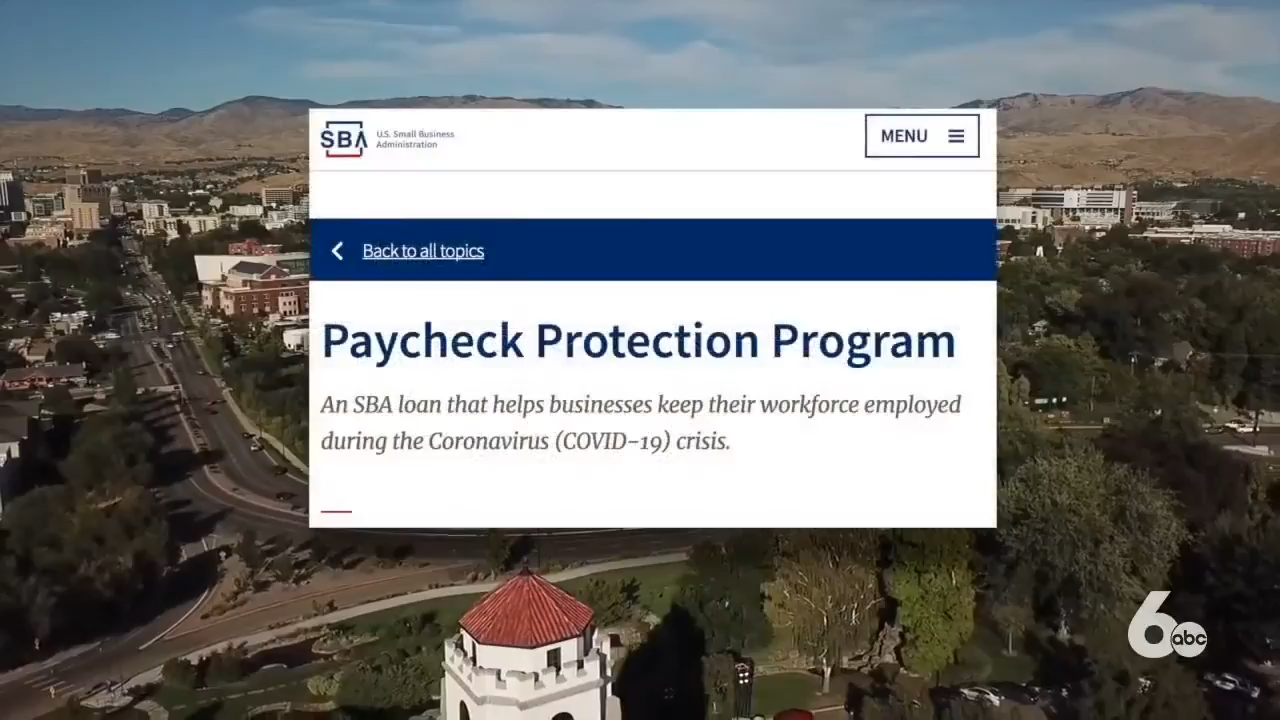 SBA
U.S. Small Business
Administration
MENU
Back to all topics
Paycheck Protection Program
An SBA loan that helps businesses keep their workforce employed
during the Coronavirus (COVID-19) crisis.
6 abc